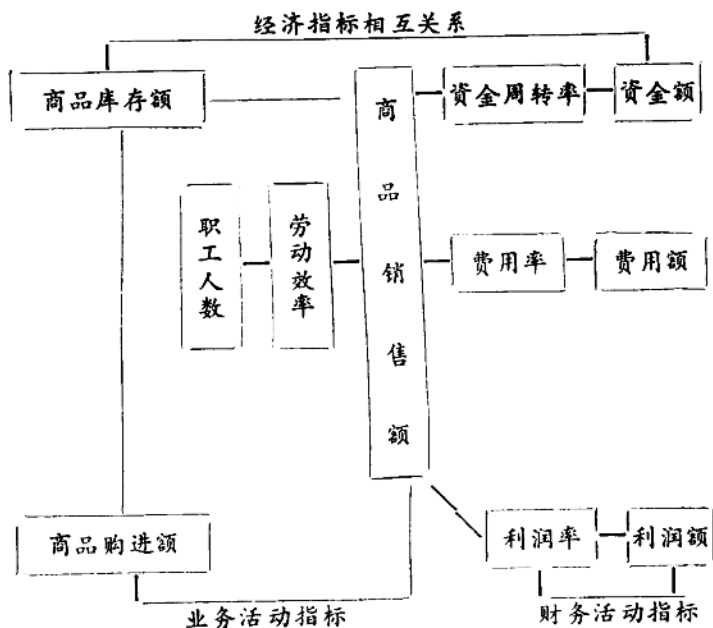 经济指标相互关系
商品库存额
商品销售额
资金周转率
资金额
职工人数
劳动效率
费用率
费用额
商品购进额
利润率
利润额
业务活动指标
财务活动指标